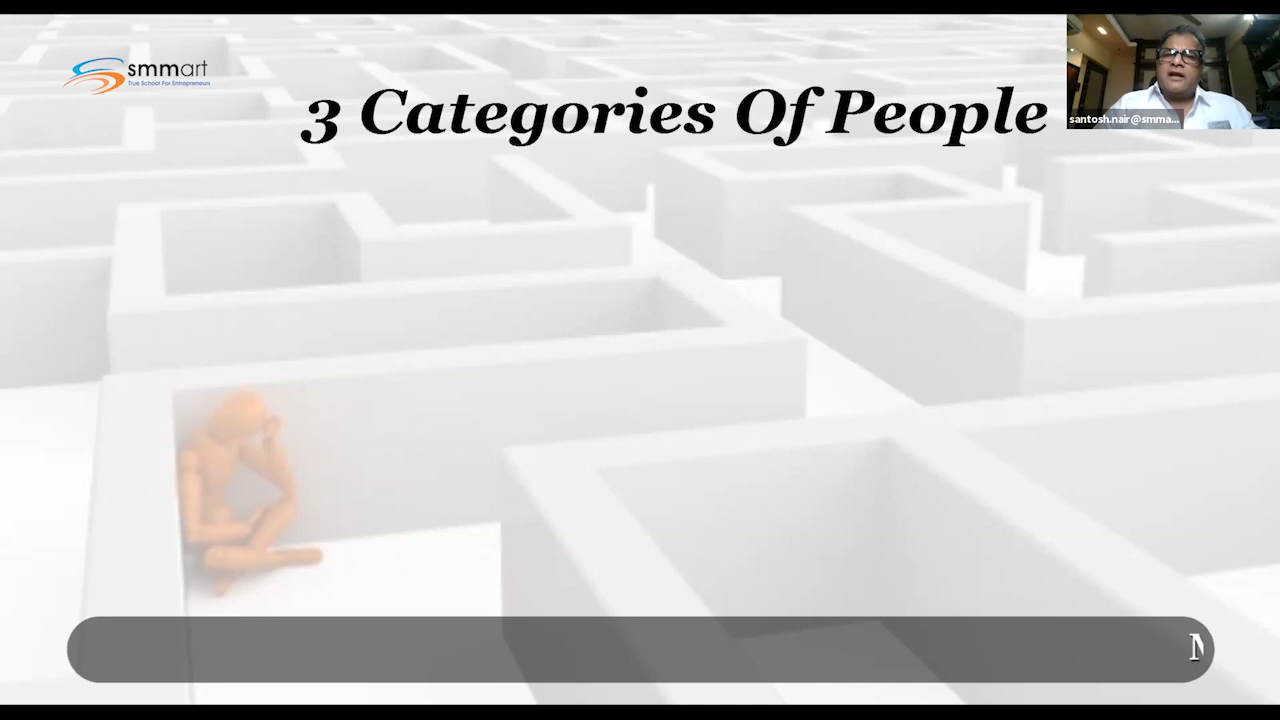 smmart
True School For Entrepreneurs
3 Categories Of People
santosh.nair@smma...